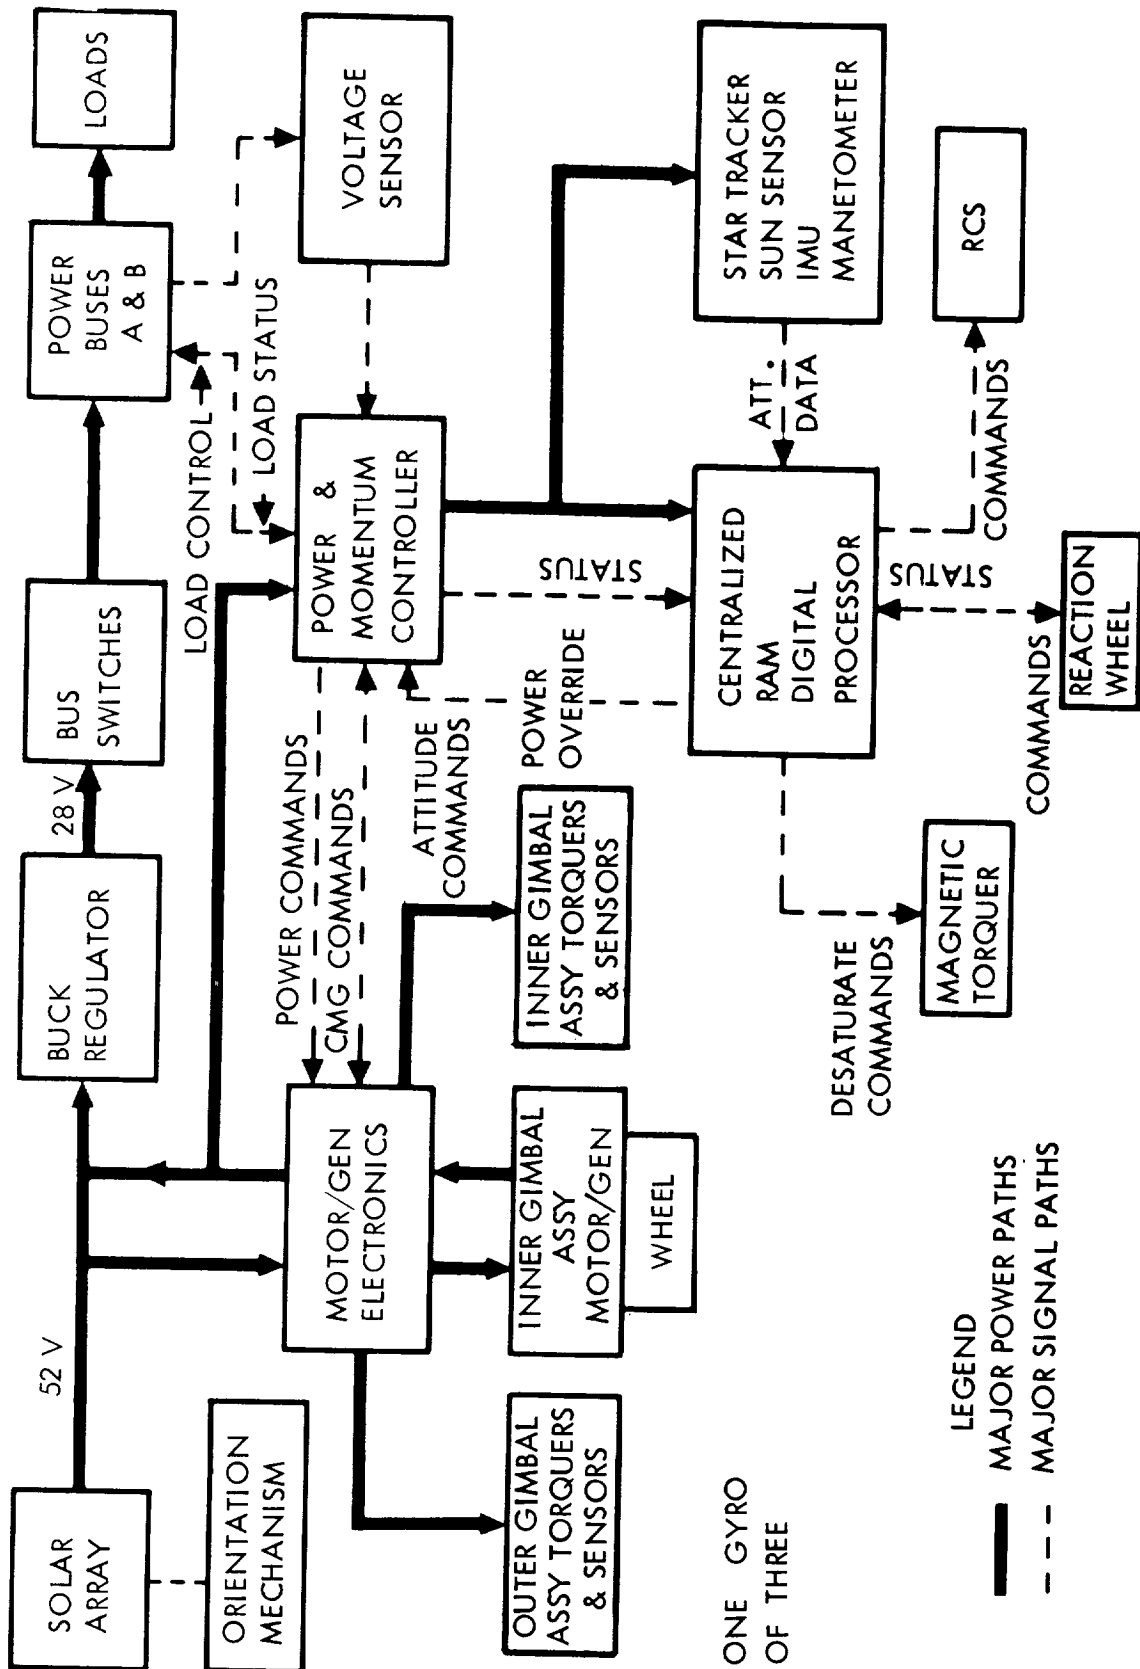 SOLAR
ARRAY
52 V
BUCK
REGULATOR
28 V
BUS
SWITCHES
POWER
BUSES
A & B
LOADS
ORIENTATION
MECHANISM
LOAD CONTROL
LOAD STATUS
VOLTAGE
SENSOR
MOTOR/GEN
ELECTRONICS
POWER COMMANDS
CMG COMMANDS
POWER &
MOMENTUM
CONTROLLER
ATTITUDE
COMMANDS
POWER
OVERRIDE
STATUS
OUTER GIMBAL
ASSY TORQUERS
& SENSORS
INNER GIMBAL
ASSY
MOTOR/GEN
WHEEL
INNER GIMBAL
ASSY TORQUERS
& SENSORS
CENTRALIZED
RAM
DIGITAL
PROCESSOR
ATT.
DATA
STAR TRACKER
SUN SENSOR
IMU
MANETOMETER
ONE GYRO
OF THREE
DESATURATE
COMMANDS
MAGNETIC
TORQUER
COMMANDS
STATUS
REACTION
WHEEL
COMMANDS
RCS
LEGEND
MAJOR POWER PATHS
MAJOR SIGNAL PATHS